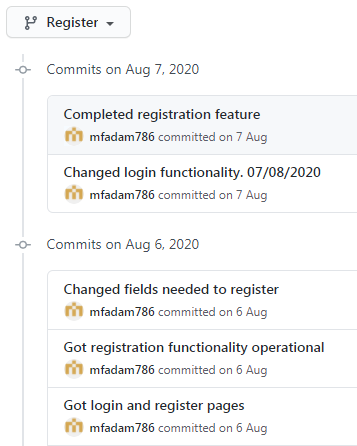 Register
Commits on Aug 7, 2020
Completed registration feature
mfadam786 committed on 7 Aug
Changed login functionality. 07/08/2020
mfadam786 committed on 7 Aug
Commits on Aug 6, 2020
Changed fields needed to register
mfadam786 committed on 6 Aug
Got registration functionality operational
mfadam786 committed on 6 Aug
Got login and register pages
mfadam786 committed on 6 Aug